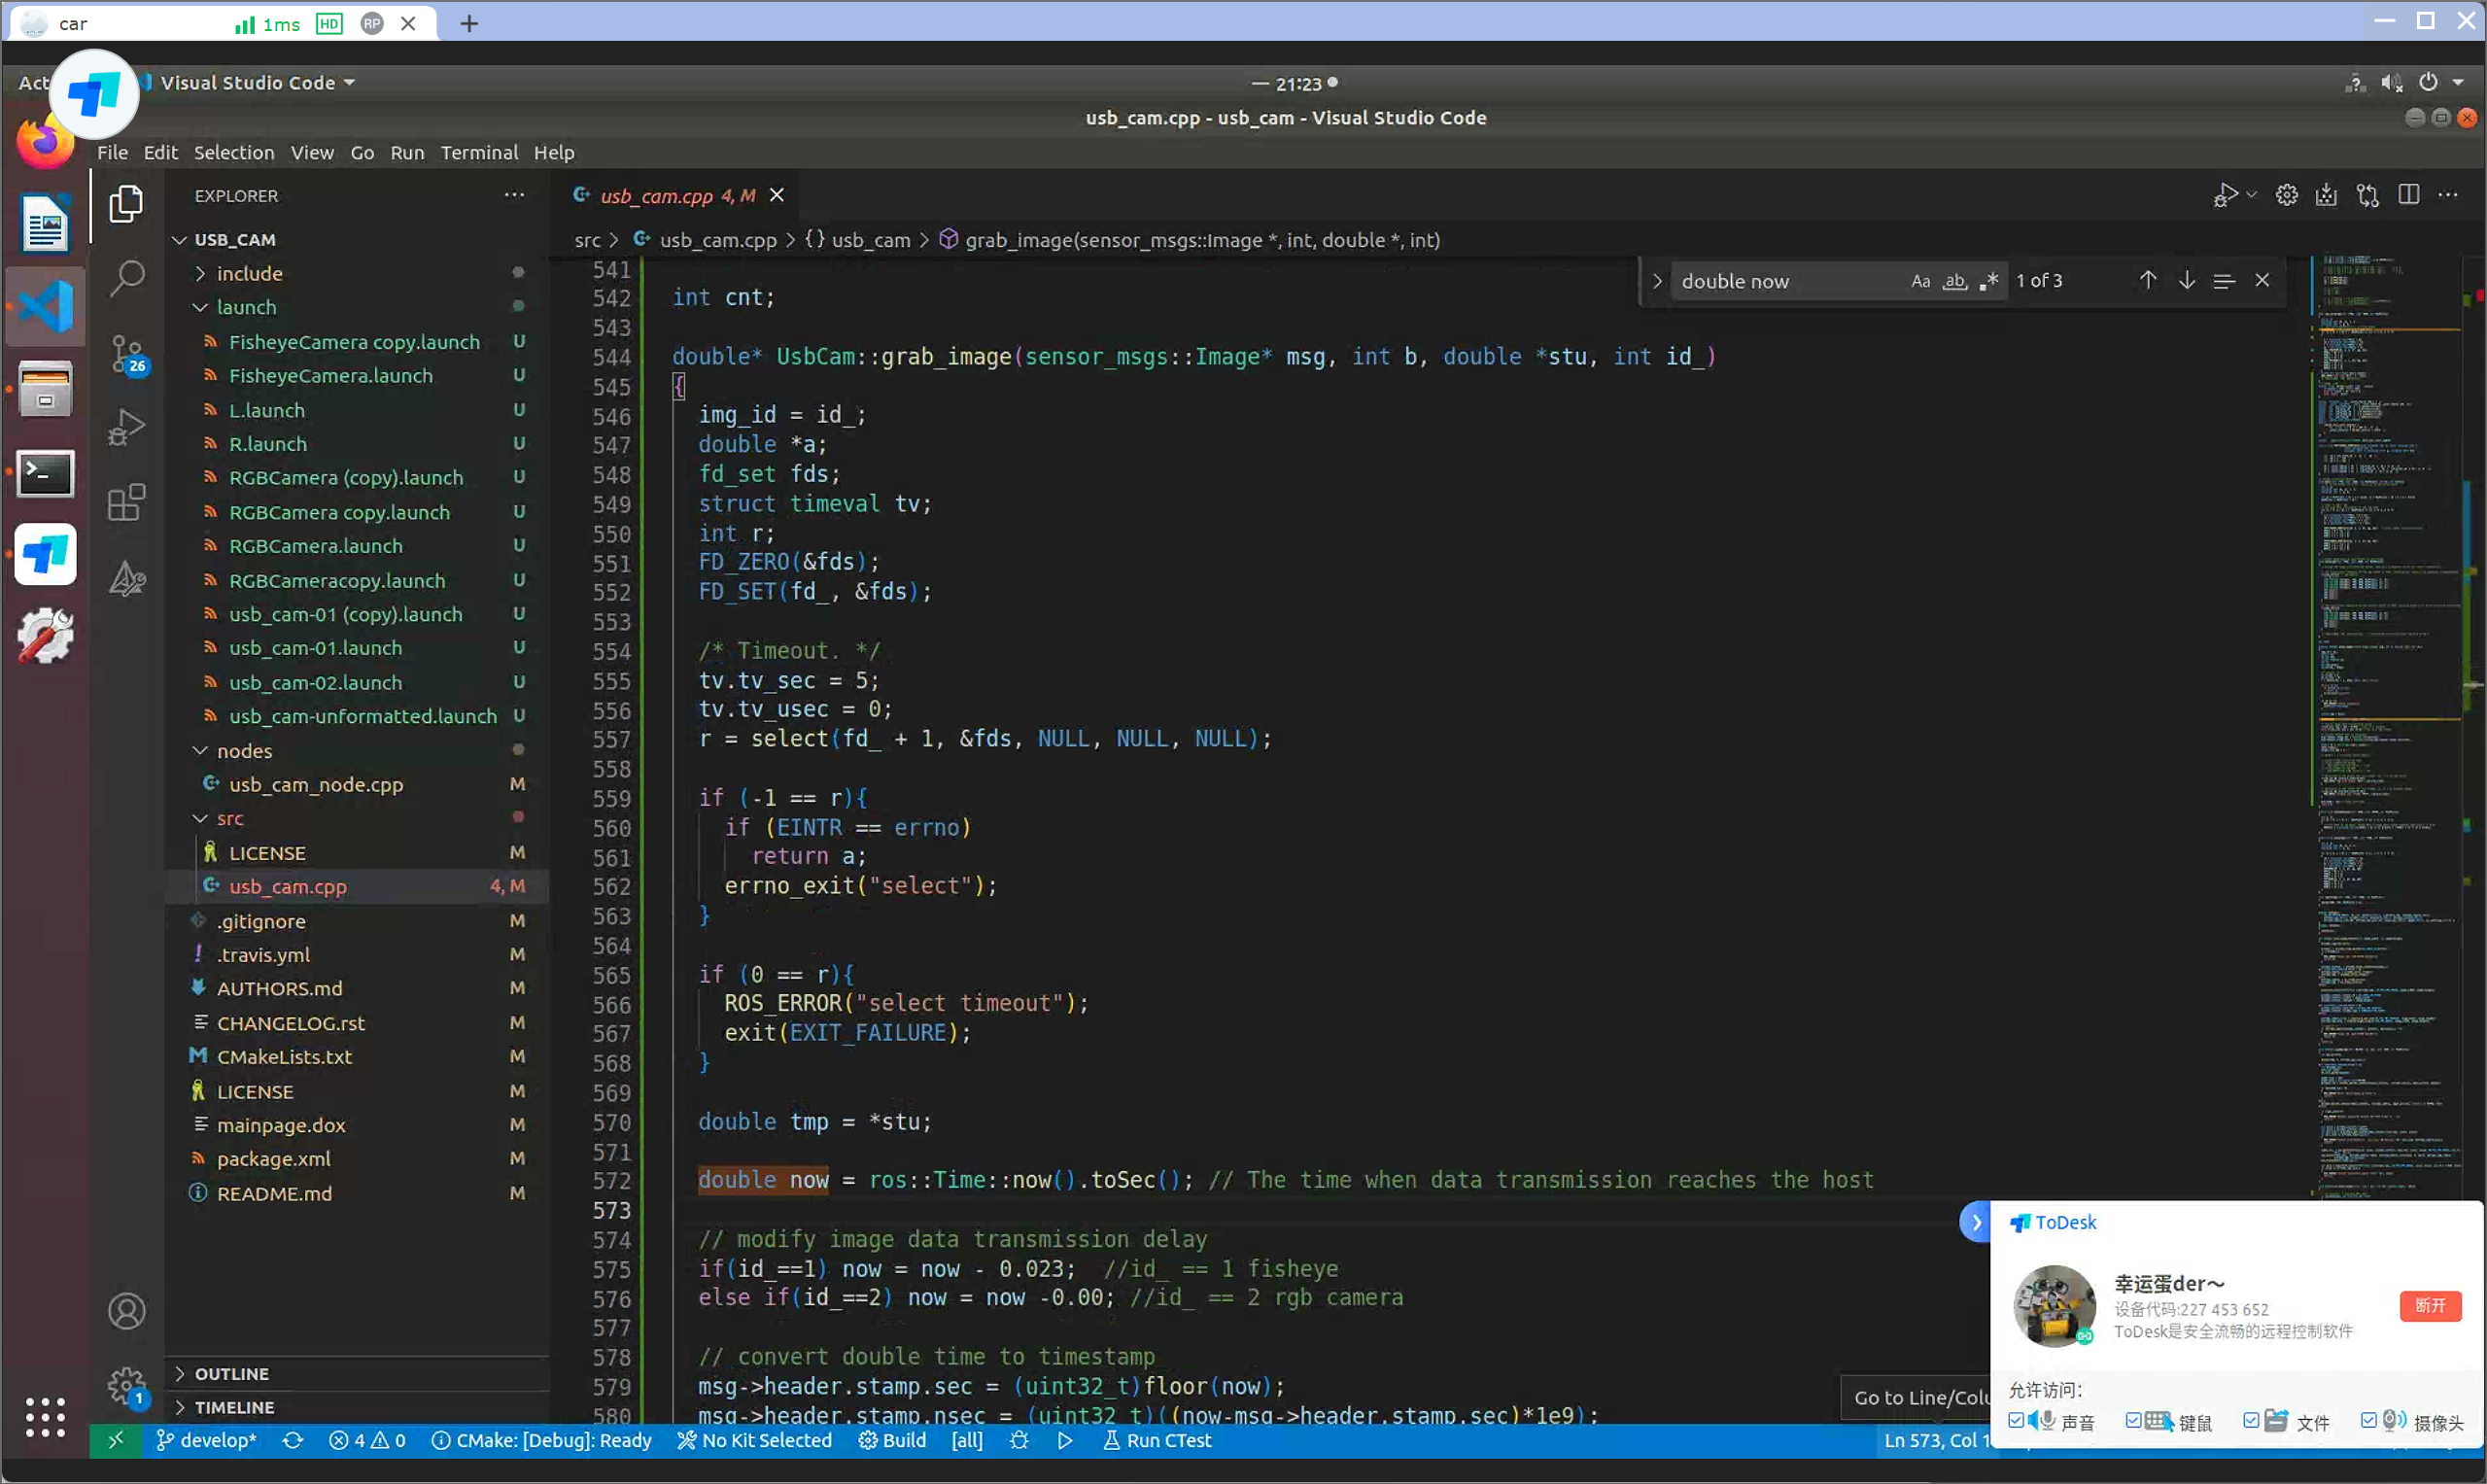 car
1ms
HD
RP
Act
Visual Studio Code
21:23
usb_cam.cpp - usb_cam - Visual Studio Code
File Edit Selection View Go Run Terminal Help
EXPLORER
usb_cam.cpp 4, M
USB_CAM
src > usb_cam.cpp > {} usb_cam > grab_image(sensor_msgs::Image *, int, double *, int)
double now
Aa ab, .* 1 of 3
include
launch
FisheyeCamera copy.launch U
FisheyeCamera.launch U
L.launch U
R.launch U
RGBCamera (copy).launch U
RGBCamera copy.launch U
RGBCamera.launch U
RGBCameracopy.launch U
usb_cam-01 (copy).launch U
usb_cam-01.launch U
usb_cam-02.launch U
usb_cam-unformatted.launch U
nodes
usb_cam_node.cpp M
src
LICENSE M
usb_cam.cpp 4, M
.gitignore M
.travis.yml M
AUTHORS.md M
CHANGELOG.rst M
CMakeLists.txt M
LICENSE M
mainpage.dox M
package.xml M
README.md M
OUTLINE
TIMELINE
26
1
541
542 int cnt;
543
544 double* UsbCam::grab_image(sensor_msgs::Image* msg, int b, double *stu, int id_)
545 {
546 img_id = id_;
547 double *a;
548 fd_set fds;
549 struct timeval tv;
550 int r;
551 FD_ZERO(&fds);
552 FD_SET(fd_, &fds);
553
554 /* Timeout. */
555 tv.tv_sec = 5;
556 tv.tv_usec = 0;
557 r = select(fd_ + 1, &fds, NULL, NULL, NULL);
558
559 if (-1 == r){
560 if (EINTR == errno)
561 return a;
562 errno_exit("select");
563 }
564
565 if (0 == r){
566 ROS_ERROR("select timeout");
567 exit(EXIT_FAILURE);
568 }
569
570 double tmp = *stu;
571
572 double now = ros::Time::now().toSec(); // The time when data transmission reaches the host
573
574 // modify image data transmission delay
575 if(id_==1) now = now - 0.023; //id_ == 1 fisheye
576 else if(id_==2) now = now -0.00; //id_ == 2 rgb camera
577
578 // convert double time to timestamp
579 msg->header.stamp.sec = (uint32_t)floor(now);
580 msg->header.stamp.nsec = (uint32_t)((now-msg->header.stamp.sec)*1e9);
Go to Line/Colu
ToDesk
幸运蛋der～
设备代码:227 453 652
ToDesk是安全流畅的远程控制软件
断开
允许访问:
声音 键鼠 文件 摄像头
develop* 4 0 CMake: [Debug]: Ready No Kit Selected Build [all] Run CTest
Ln 573, Col 1